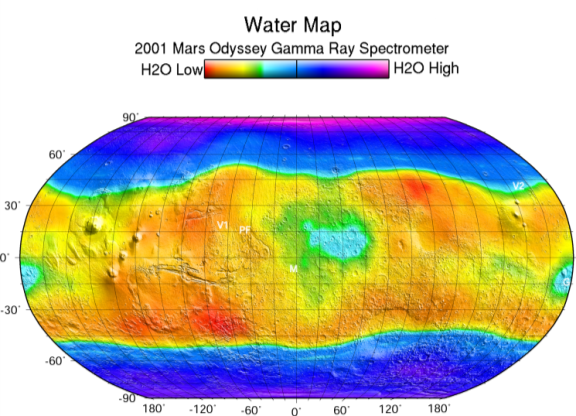 Water Map
2001 Mars Odyssey Gamma Ray Spectrometer
H2O Low H2O High
90°
60°
V2
30°
V1
PF
0°
M
-30°
-60°
-90
180° -120° -60° 0° 60° 120° 180°